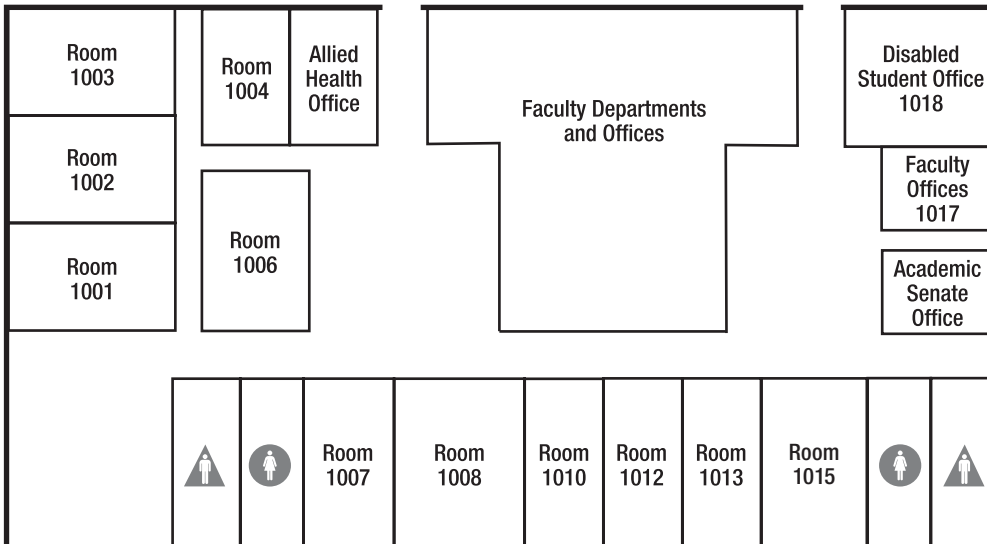 Room
1003
Room
1004
Allied
Health
Office
Faculty Departments
and Offices
Disabled
Student Office
1018
Room
1002
Faculty
Offices
1017
Room
1001
Room
1006
Academic
Senate
Office
Room
1007
Room
1008
Room
1010
Room
1012
Room
1013
Room
1015